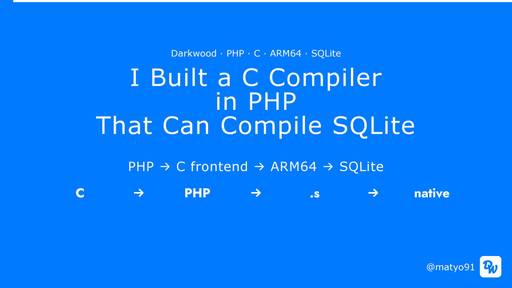 Darkwood · PHP · C · ARM64 · SQLite
I Built a C Compiler
in PHP
That Can Compile SQLite
PHP → C frontend → ARM64 → SQLite
C → PHP → .s → native
@matyo91 DW